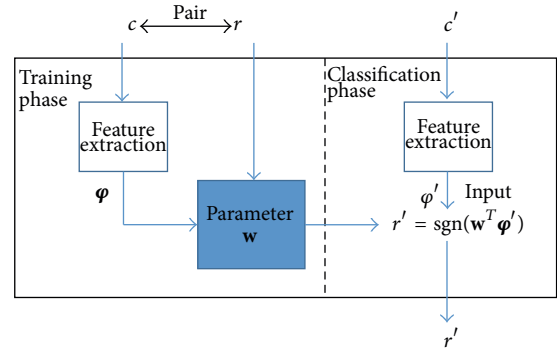 Pair
c r
c′
Training
phase
Classification
phase
Feature
extraction
Feature
extraction
φ
φ′ Input
Parameter
w
r′ = sgn(w^T φ′)
r′